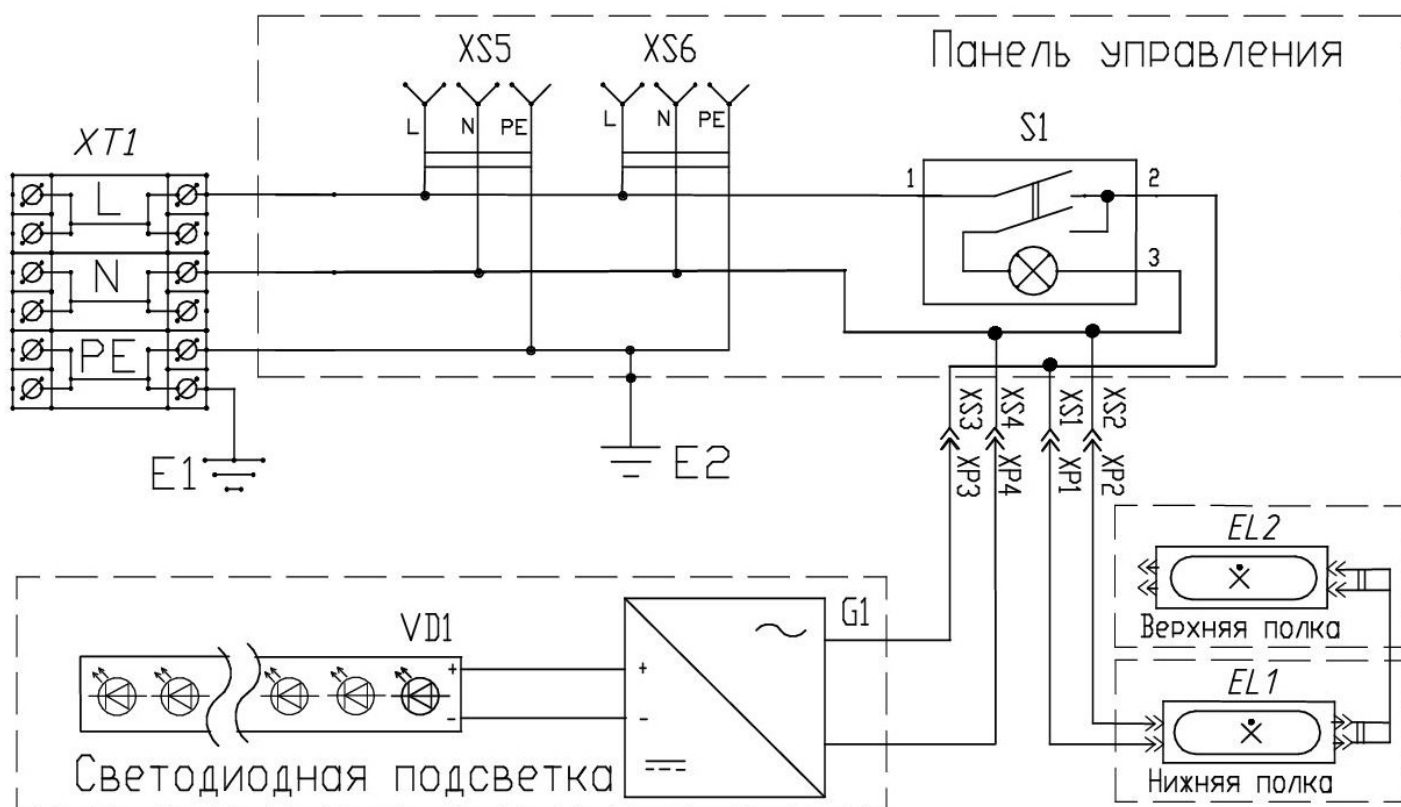 Панель управления
XS5 XS6
L N PE L N PE
S1
XT1
1 2
L
N
3
PE
XS3 XS4 XS1 XS2
E1 E2
XP3 XP4 XP1 XP2
EL2
Верхняя полка
VD1 G1
+ +
- -
EL1
Светодиодная подсветка
Нижняя полка